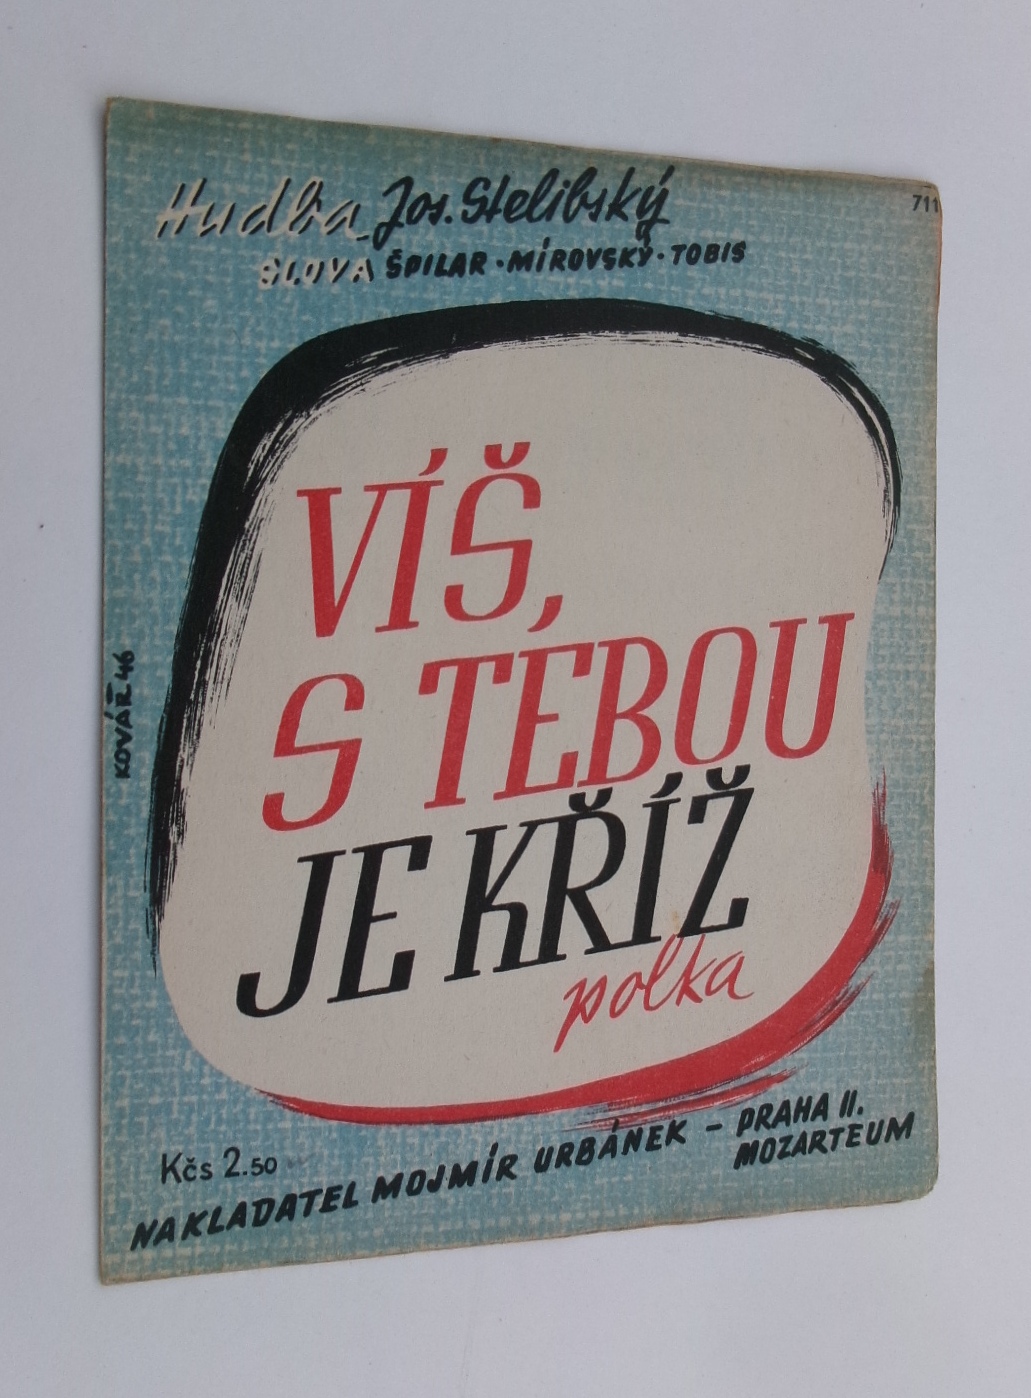 711
Hudba Jos. Stelibský
SLOVA ŠPILAR · MÍROVSKÝ · TOBIS
VÍŠ,
S TEBOU
JE KŘÍŽ
polka
KOVÁŘ 46
Kčs 2.50
NAKLADATEL MOJMÍR URBÁNEK – PRAHA II.
MOZARTEUM